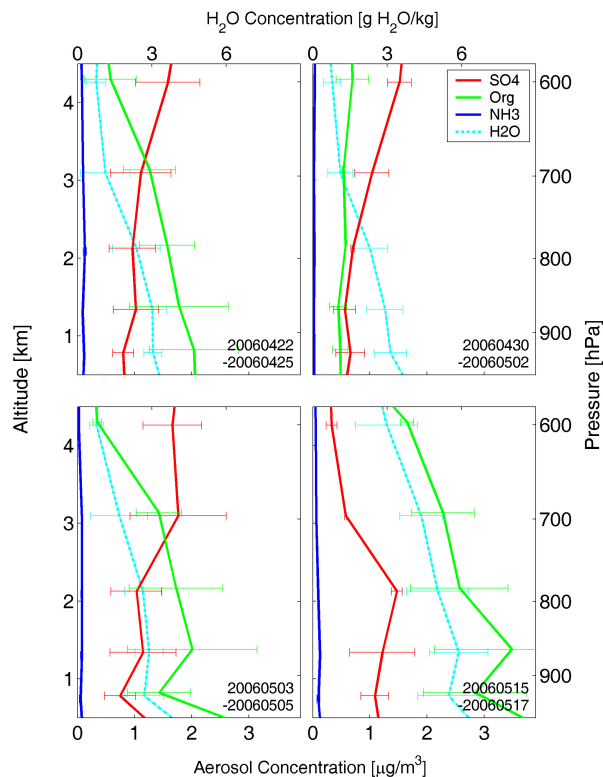 H2O Concentration [g H2O/kg]
0 3 6 0 3 6
SO4
Org
NH3
H2O
4
3
2
1
600
700
800
900
20060422
-20060425
20060430
-20060502
Altitude [km]
Pressure [hPa]
4
3
2
1
600
700
800
900
20060503
-20060505
20060515
-20060517
0 1 2 3 0 1 2 3
Aerosol Concentration [μg/m3]